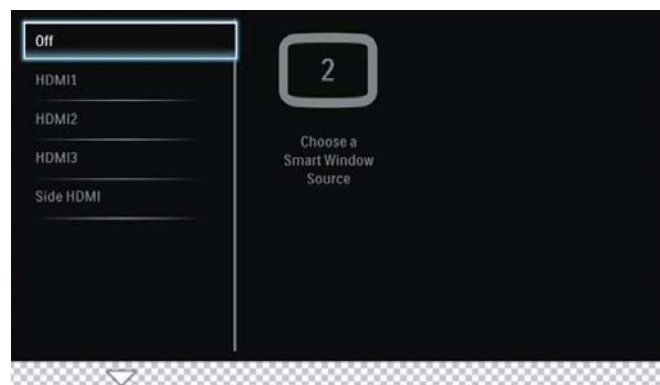 Off
HDMI1
HDMI2
HDMI3
Side HDMI
2
Choose a
Smart Window
Source